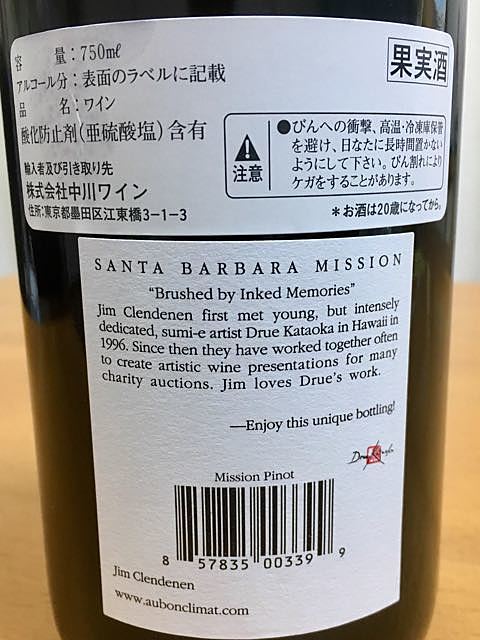 容　　量：750㎖
アルコール分：表面のラベルに記載
品　　名：ワイン
酸化防止剤(亜硫酸塩)含有
輸入者及び引き取り先
株式会社中川ワイン
住所:東京都墨田区江東橋3-1-3
果実酒
注意
●びんへの衝撃、高温・冷凍庫保管
を避け、日なたに長時間置かない
ようにして下さい。びん割れにより
ケガをすることがあります。
＊お酒は20歳になってから。
SANTA BARBARA MISSION
“Brushed by Inked Memories”
Jim Clendenen first met young, but intensely
dedicated, sumi-e artist Drue Kataoka in Hawaii in
1996. Since then they have worked together often
to create artistic wine presentations for many
charity auctions. Jim loves Drue’s work.
—Enjoy this unique bottling!
Mission Pinot
8 57835 00339 9
Jim Clendenen
www.aubonclimat.com